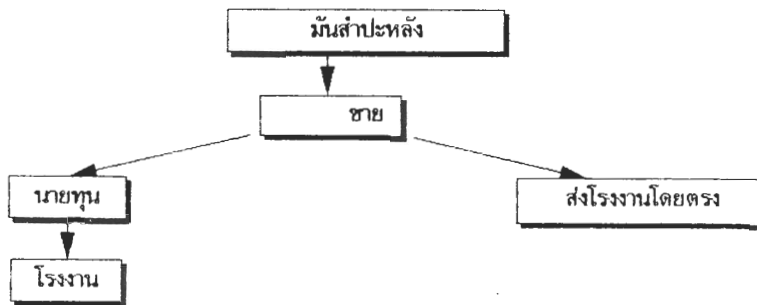 มันสำปะหลัง
ขาย
นายทุน
ส่งโรงงานโดยตรง
โรงงาน